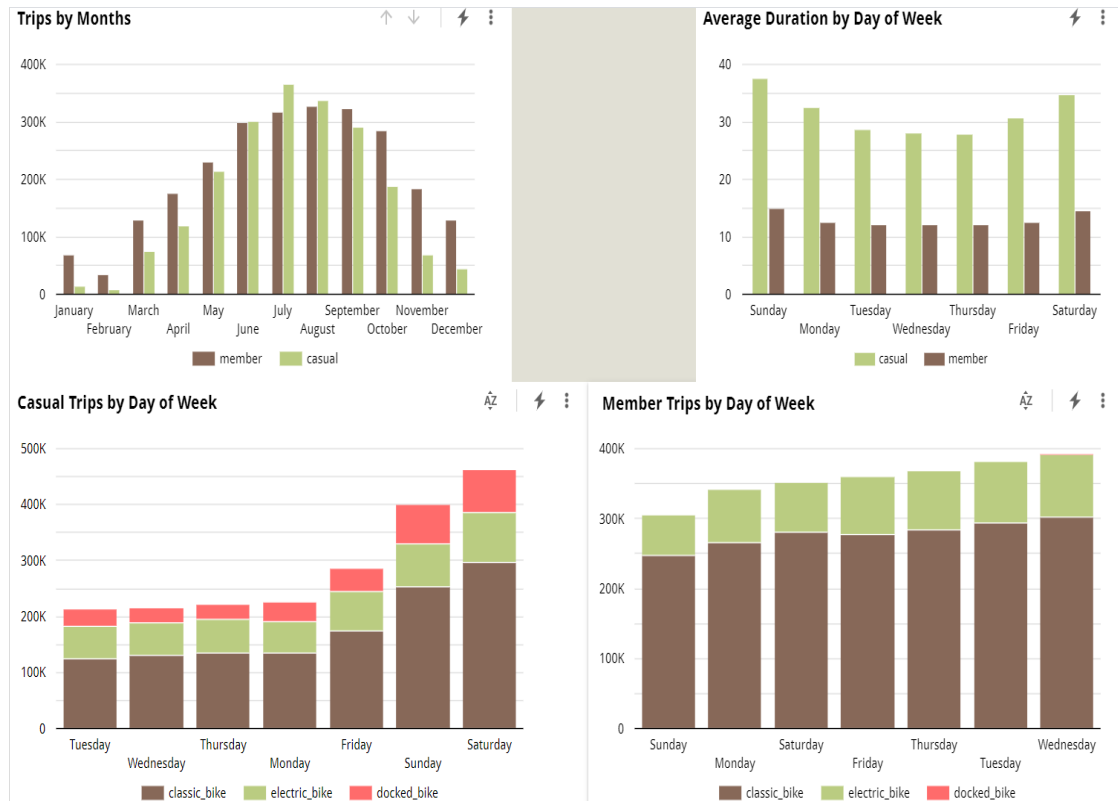 Trips by Months
400K
300K
200K
100K
0
January
March
May
July
September
November
February
April
June
August
October
December
member
casual
Average Duration by Day of Week
40
30
20
10
0
Sunday
Tuesday
Thursday
Saturday
Monday
Wednesday
Friday
casual
member
Casual Trips by Day of Week
AZ
500K
400K
300K
200K
100K
0
Tuesday
Thursday
Friday
Saturday
Wednesday
Monday
Sunday
classic_bike
electric_bike
docked_bike
Member Trips by Day of Week
AZ
400K
300K
200K
100K
0
Sunday
Saturday
Thursday
Wednesday
Monday
Friday
Tuesday
classic_bike
electric_bike
docked_bike